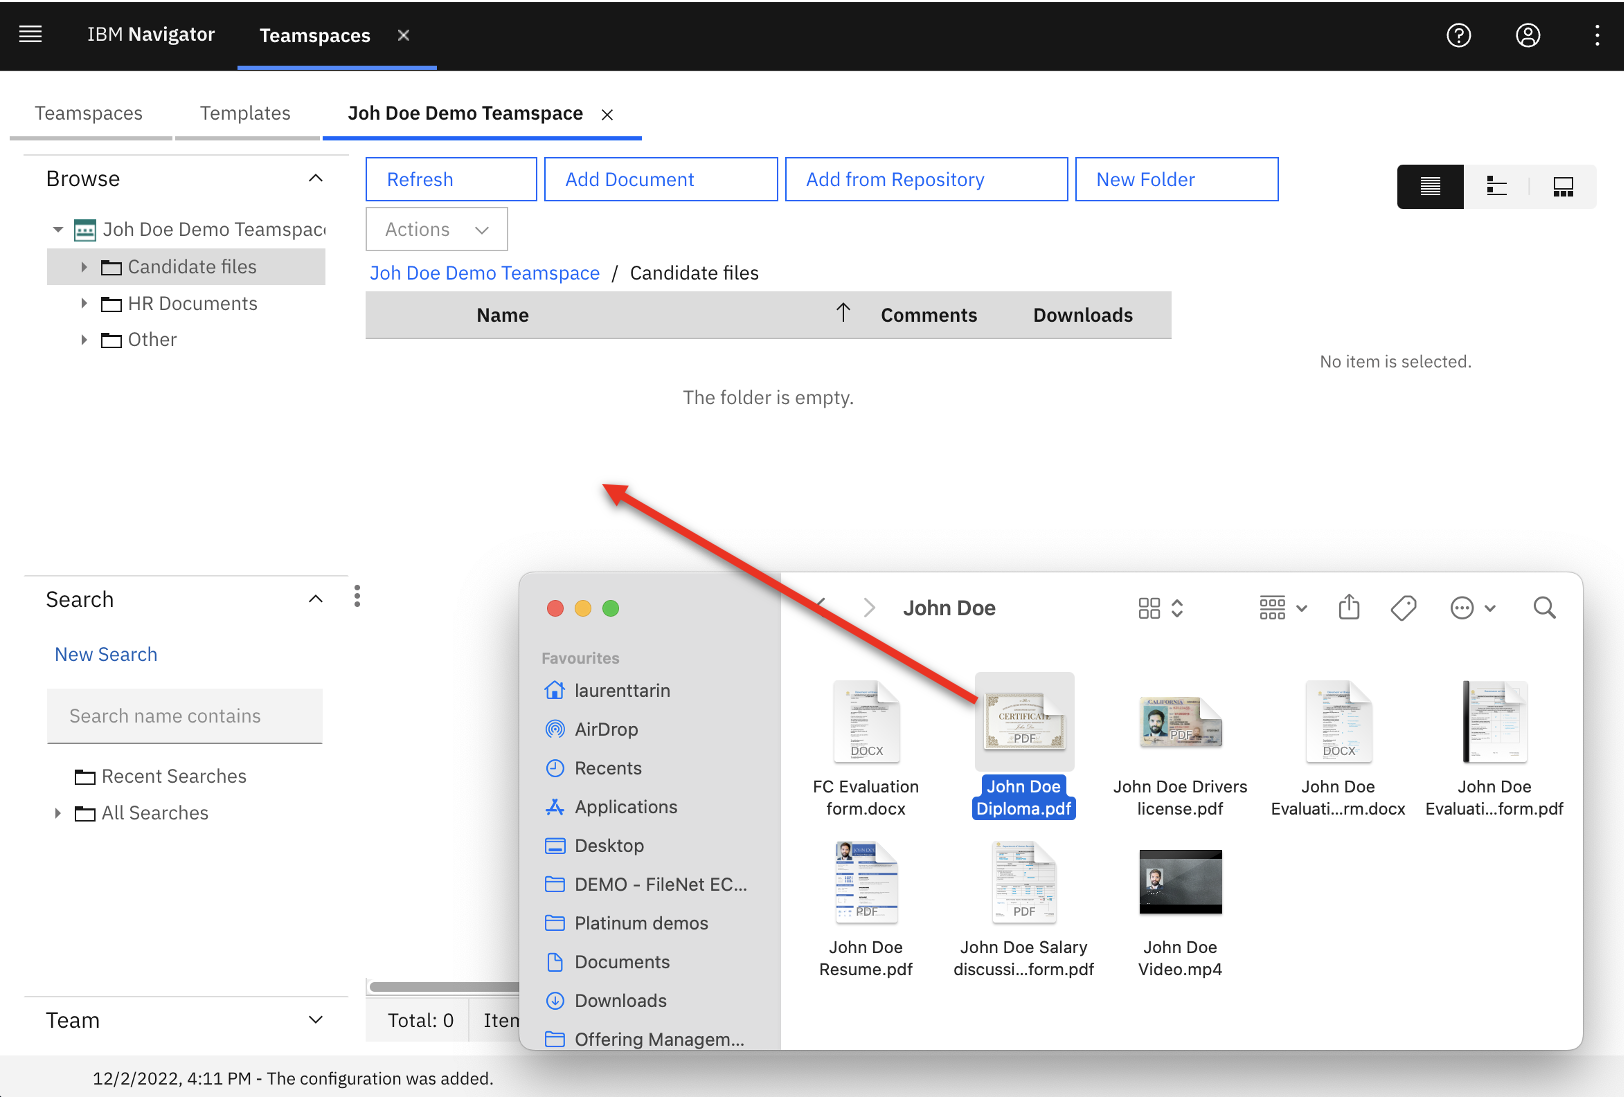 IBM Navigator
Teamspaces
Teamspaces
Templates
Joh Doe Demo Teamspace
Browse
Joh Doe Demo Teamspac
Candidate files
HR Documents
Other
Refresh
Add Document
Add from Repository
New Folder
Actions
Joh Doe Demo Teamspace / Candidate files
Name
Comments
Downloads
The folder is empty.
No item is selected.
Search
New Search
Search name contains
Recent Searches
All Searches
Team
Total: 0
Item
Favourites
laurenttarin
AirDrop
Recents
Applications
Desktop
DEMO - FileNet EC...
Platinum demos
Documents
Downloads
Offering Managem...
John Doe
DOCX
FC Evaluation
form.docx
CERTIFICATE
PDF
John Doe
Diploma.pdf
CALIFORNIA
PDF
John Doe Drivers
license.pdf
DOCX
John Doe
Evaluati...rm.docx
John Doe
Evaluati...form.pdf
PDF
John Doe
Resume.pdf
PDF
John Doe Salary
discussi...form.pdf
John Doe
Video.mp4
12/2/2022, 4:11 PM - The configuration was added.